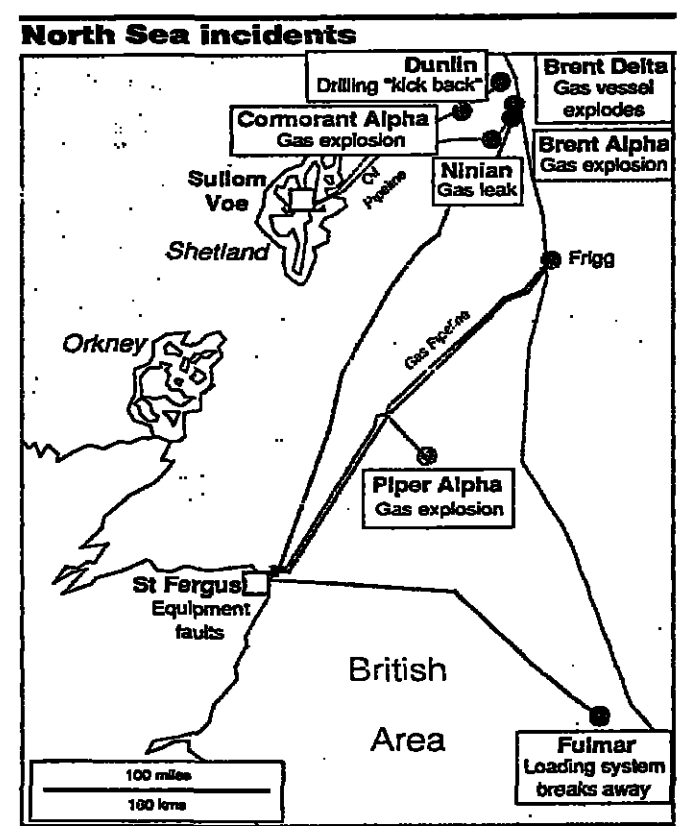 North Sea incidents
Dunlin
Drilling "kick back"
Brent Delta
Gas vessel
explodes
Cormorant Alpha
Gas explosion
Brent Alpha
Gas explosion
Ninian
Gas leak
Sullom
Voe
Pipeline
Shetland
Frigg
Orkney
Gas Pipeline
Piper Alpha
Gas explosion
St Fergus
Equipment
faults
British
Area
Fulmar
Loading system
breaks away
100 miles
160 kms